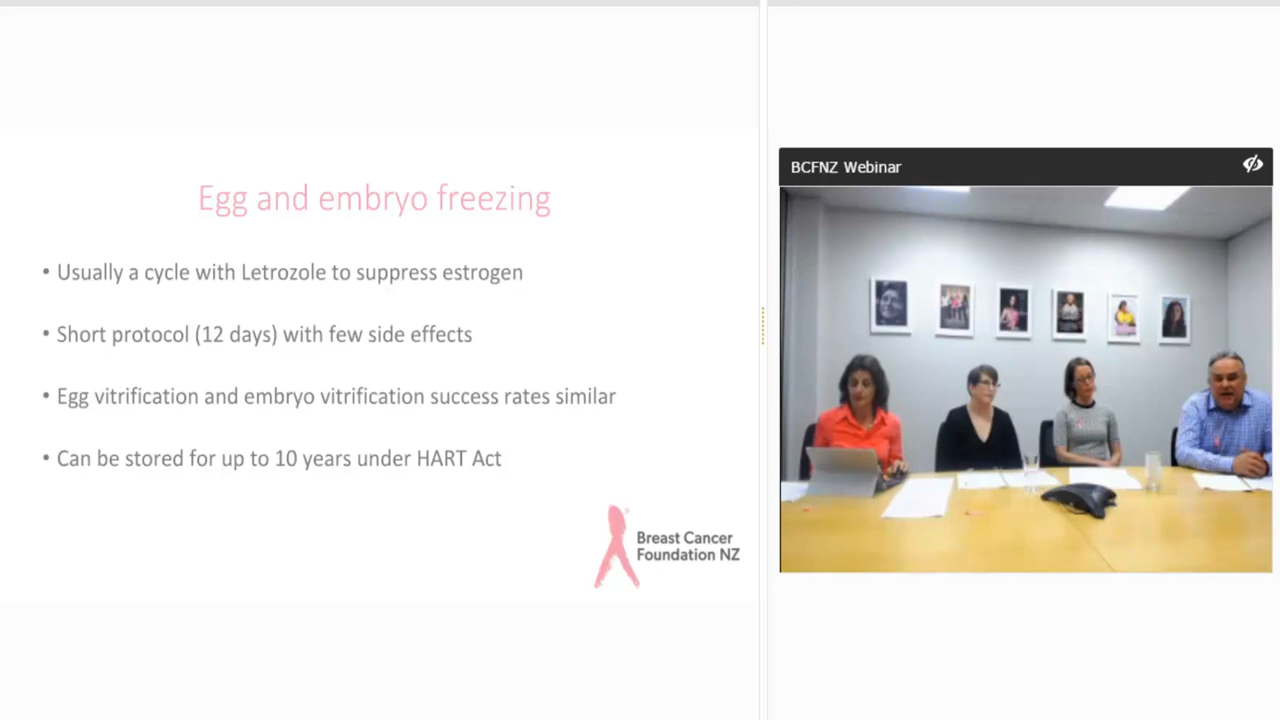 Egg and embryo freezing
• Usually a cycle with Letrozole to suppress estrogen
• Short protocol (12 days) with few side effects
• Egg vitrification and embryo vitrification success rates similar
• Can be stored for up to 10 years under HART Act
Breast Cancer
Foundation NZ
BCFNZ Webinar